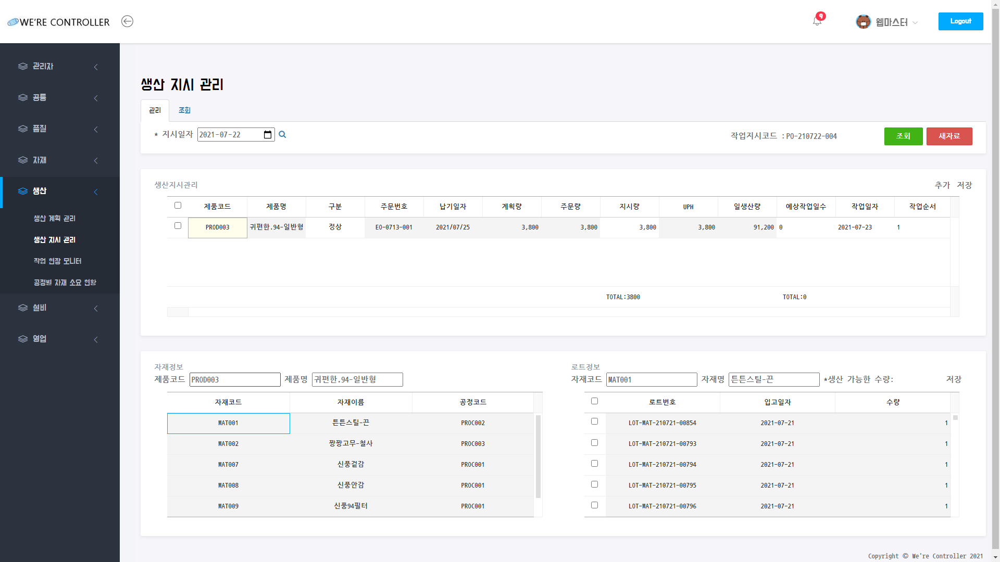 WE'RE CONTROLLER
9
웹마스터
Logout
관리자
공통
품질
자재
생산
생산 계획 관리
생산 지시 관리
작업 현장 모니터
공정별 자재 소요 현황
설비
영업
생산 지시 관리
관리 조회
* 지시일자 2021-07-22
작업지시코드 :PO-210722-004
조회 새자료
생산지시관리
추가 저장
제품코드 제품명 구분 주문번호 납기일자 계획량 주문량 지시량 UPH 일생산량 예상작업일수 작업일자 작업순서
PROD003 귀편한.94-일반형 정상 EO-0713-001 2021/07/25 3,800 3,800 3,800 3,800 91,200 0 2021-07-23 1
TOTAL:3800 TOTAL:0
자재정보
제품코드 PROD003 제품명 귀편한.94-일반형
자재코드 자재이름 공정코드
MAT001 튼튼스틸-끈 PROC002
MAT002 짱짱고무-철사 PROC003
MAT007 신풍겉감 PROC001
MAT008 신풍안감 PROC001
MAT009 신풍94필터 PROC001
로트정보
자재코드 MAT001 자재명 튼튼스틸-끈 *생산 가능한 수량: 저장
로트번호 입고일자 수량
LOT-MAT-210721-00854 2021-07-21 1
LOT-MAT-210721-00793 2021-07-21 1
LOT-MAT-210721-00794 2021-07-21 1
LOT-MAT-210721-00795 2021-07-21 1
LOT-MAT-210721-00796 2021-07-21 1
Copyright © We're Controller 2021